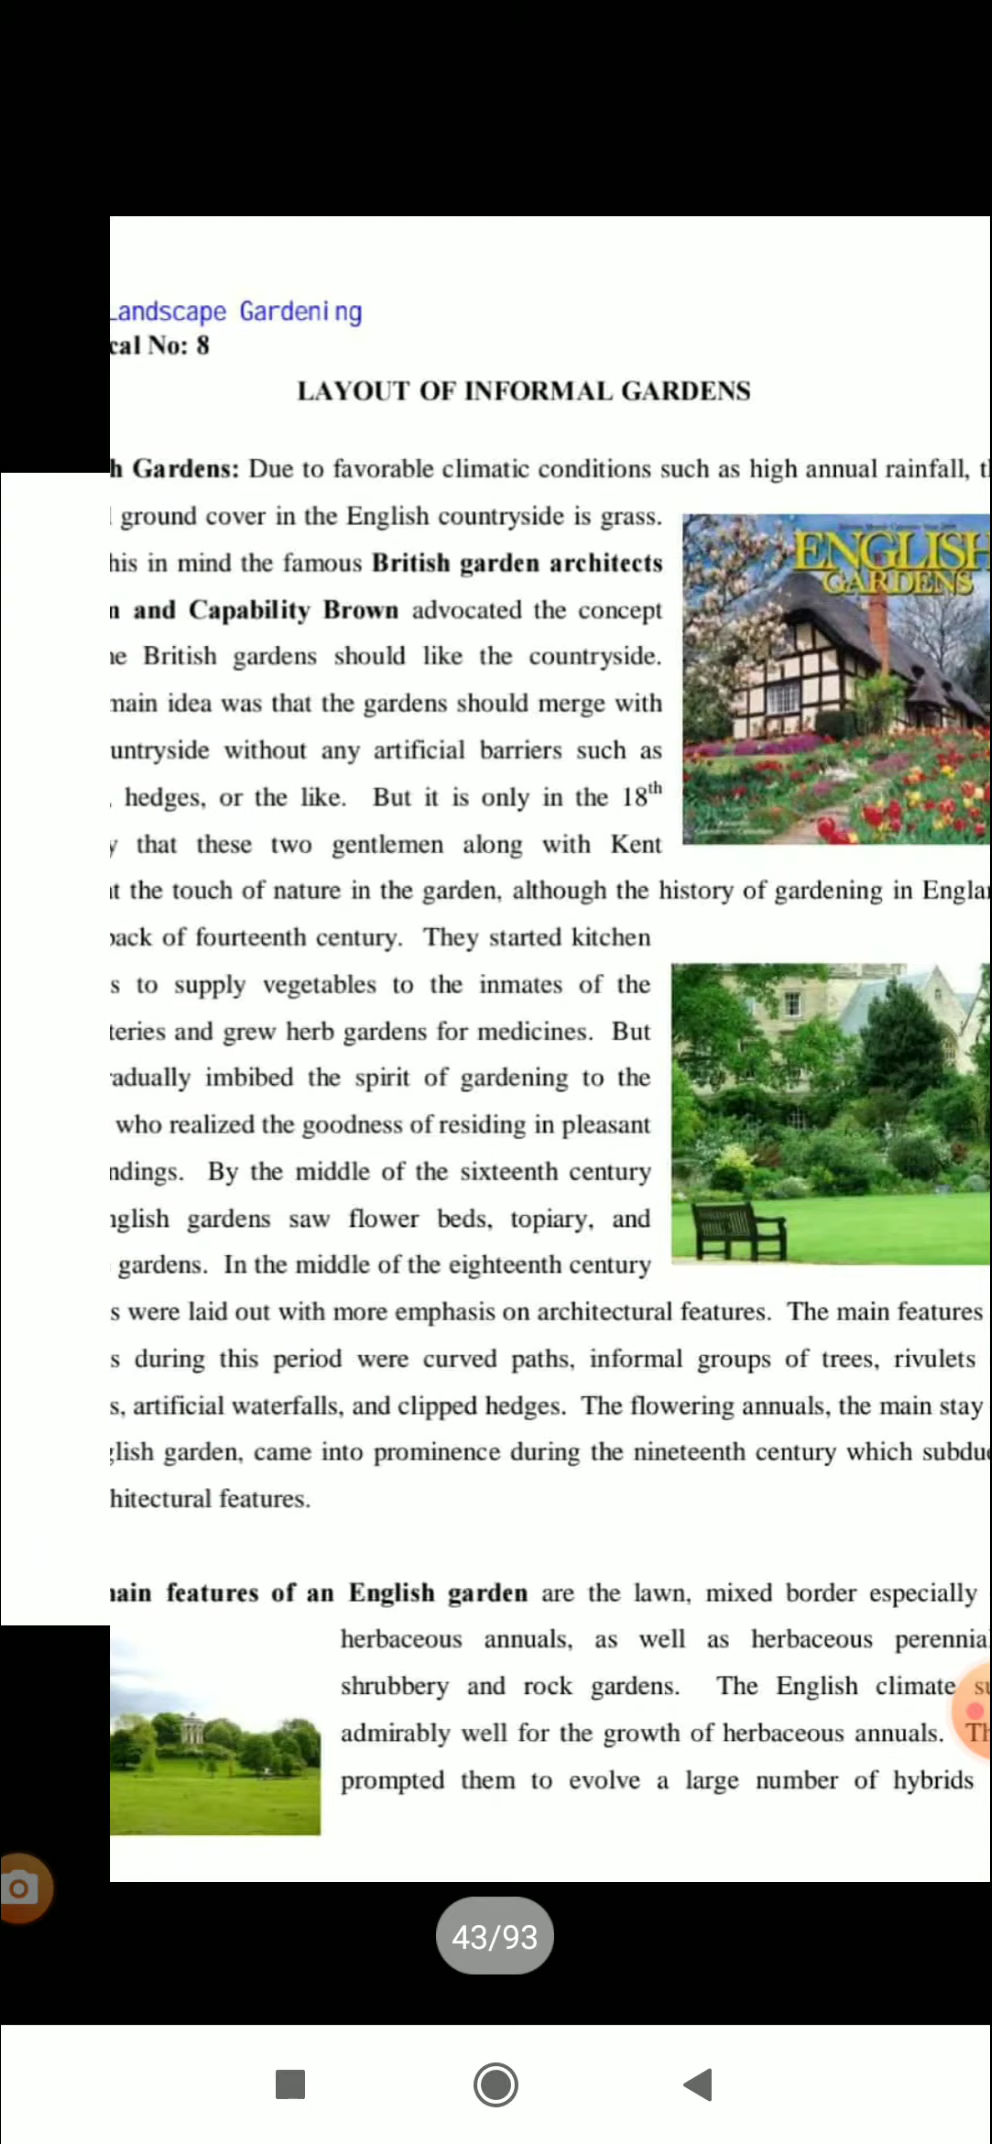 Landscape Gardening
cal No: 8
LAYOUT OF INFORMAL GARDENS
h Gardens: Due to favorable climatic conditions such as high annual rainfall, t
ground cover in the English countryside is grass.
his in mind the famous British garden architects
n and Capability Brown advocated the concept
e British gardens should like the countryside.
main idea was that the gardens should merge with
untryside without any artificial barriers such as
, hedges, or the like. But it is only in the 18th
y that these two gentlemen along with Kent
t the touch of nature in the garden, although the history of gardening in Engla
back of fourteenth century. They started kitchen
s to supply vegetables to the inmates of the
teries and grew herb gardens for medicines. But
radually imbibed the spirit of gardening to the
who realized the goodness of residing in pleasant
ndings. By the middle of the sixteenth century
nglish gardens saw flower beds, topiary, and
gardens. In the middle of the eighteenth century
s were laid out with more emphasis on architectural features. The main features
s during this period were curved paths, informal groups of trees, rivulets
s, artificial waterfalls, and clipped hedges. The flowering annuals, the main stay
glish garden, came into prominence during the nineteenth century which subdu
hitectural features.
ENGLISH
GARDENS
main features of an English garden are the lawn, mixed border especially
herbaceous annuals, as well as herbaceous perennial
shrubbery and rock gardens. The English climate su
admirably well for the growth of herbaceous annuals. Th
prompted them to evolve a large number of hybrids
43/93